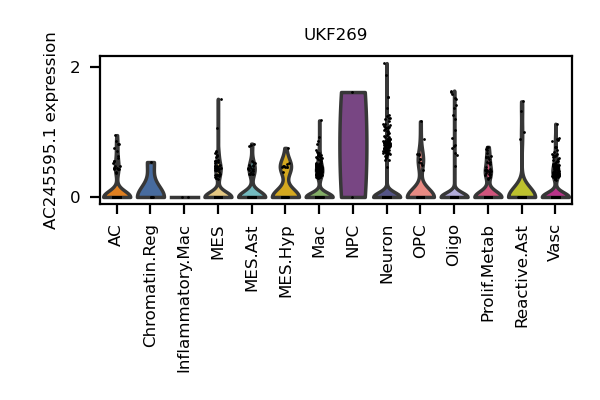 UKF269
AC245595.1 expression
2
0
AC
Chromatin.Reg
Inflammatory.Mac
MES
MES.Ast
MES.Hyp
Mac
NPC
Neuron
OPC
Oligo
Prolif.Metab
Reactive.Ast
Vasc